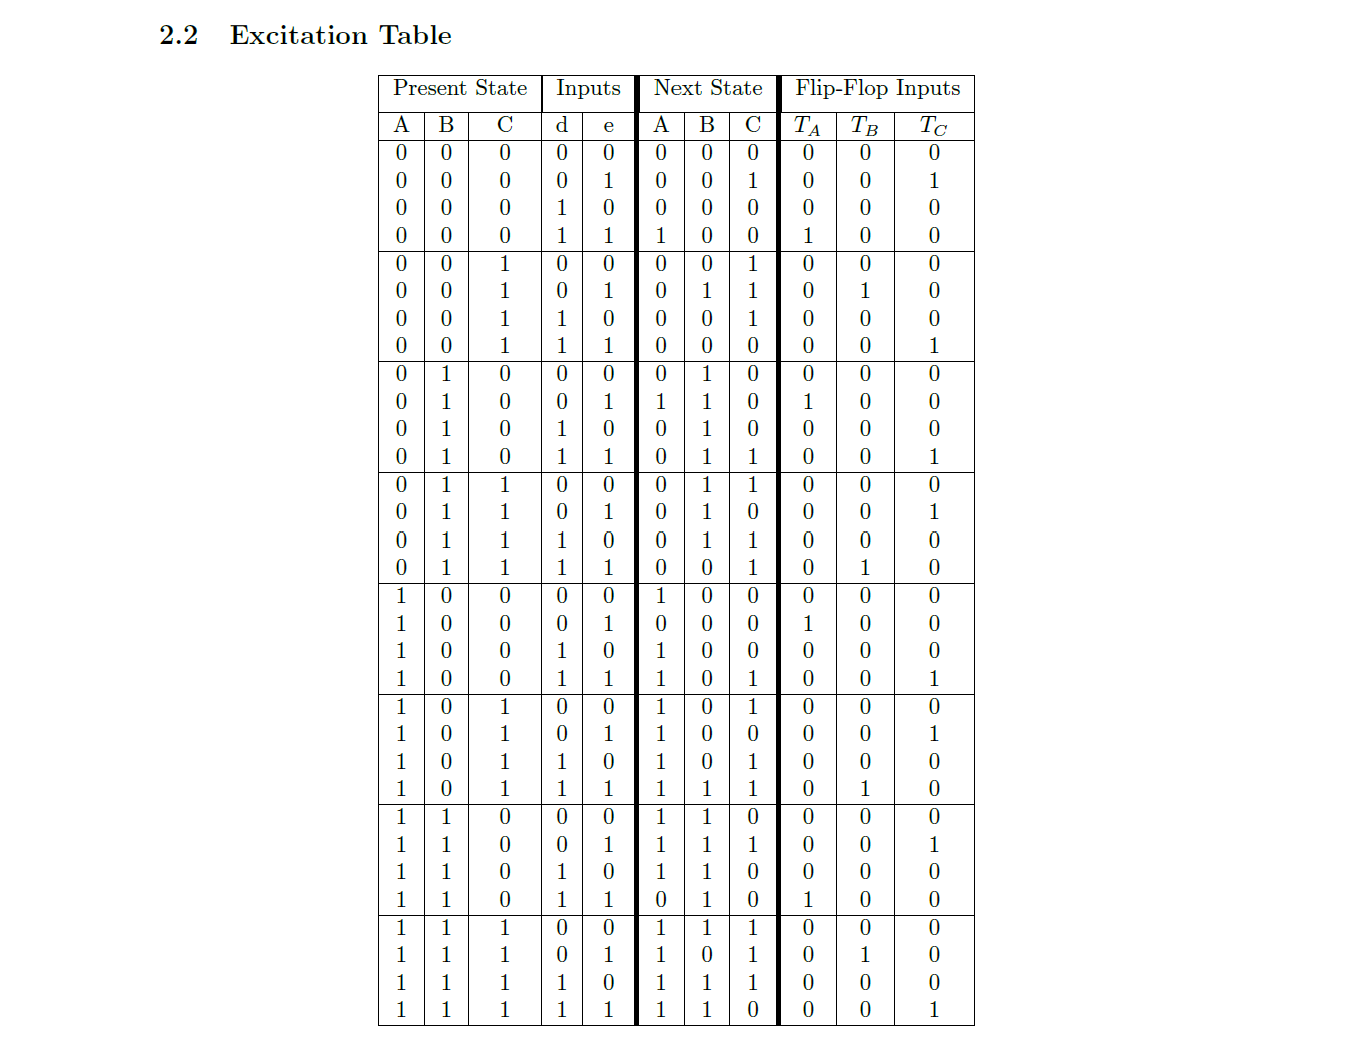 2.2 Excitation Table
Present State Inputs Next State Flip-Flop Inputs
A B C d e A B C T_A T_B T_C
0 0 0 0 0 0 0 0 0 0 0
0 0 0 0 1 0 0 1 0 0 1
0 0 0 1 0 0 0 0 0 0 0
0 0 0 1 1 1 0 0 1 0 0
0 0 1 0 0 0 0 1 0 0 0
0 0 1 0 1 0 1 1 0 1 0
0 0 1 1 0 0 0 1 0 0 0
0 0 1 1 1 0 0 0 0 0 1
0 1 0 0 0 0 1 0 0 0 0
0 1 0 0 1 1 1 0 1 0 0
0 1 0 1 0 0 1 0 0 0 0
0 1 0 1 1 0 1 1 0 0 1
0 1 1 0 0 0 1 1 0 0 0
0 1 1 0 1 0 1 0 0 0 1
0 1 1 1 0 0 1 1 0 0 0
0 1 1 1 1 0 0 1 0 1 0
1 0 0 0 0 1 0 0 0 0 0
1 0 0 0 1 0 0 0 1 0 0
1 0 0 1 0 1 0 0 0 0 0
1 0 0 1 1 1 0 1 0 0 1
1 0 1 0 0 1 0 1 0 0 0
1 0 1 0 1 1 0 0 0 0 1
1 0 1 1 0 1 0 1 0 0 0
1 0 1 1 1 1 1 1 0 1 0
1 1 0 0 0 1 1 0 0 0 0
1 1 0 0 1 1 1 1 0 0 1
1 1 0 1 0 1 1 0 0 0 0
1 1 0 1 1 0 1 0 1 0 0
1 1 1 0 0 1 1 1 0 0 0
1 1 1 0 1 1 0 1 0 1 0
1 1 1 1 0 1 1 1 0 0 0
1 1 1 1 1 1 1 0 0 0 1